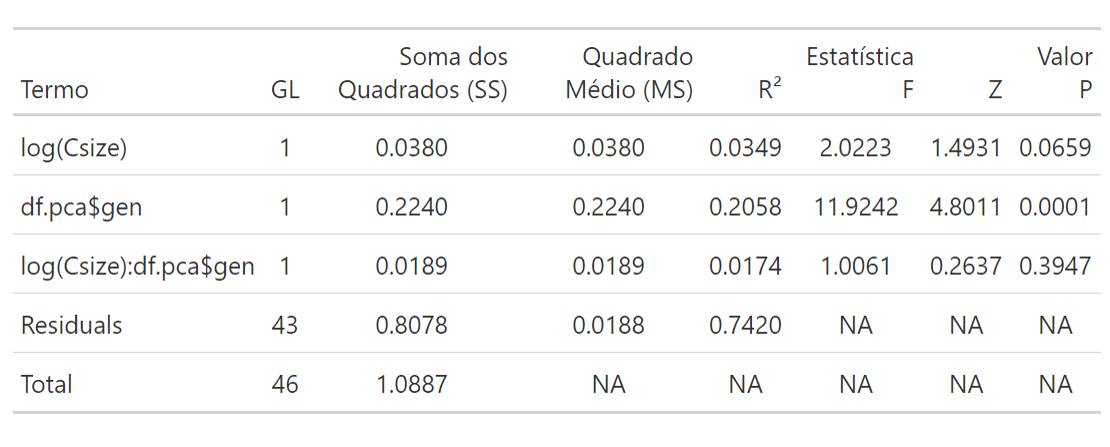 Termo GL Soma dos Quadrados (SS) Quadrado Médio (MS) R² Estatística F Z Valor P
log(Csize) 1 0.0380 0.0380 0.0349 2.0223 1.4931 0.0659
df.pca$gen 1 0.2240 0.2240 0.2058 11.9242 4.8011 0.0001
log(Csize):df.pca$gen 1 0.0189 0.0189 0.0174 1.0061 0.2637 0.3947
Residuals 43 0.8078 0.0188 0.7420 NA NA NA
Total 46 1.0887 NA NA NA NA NA